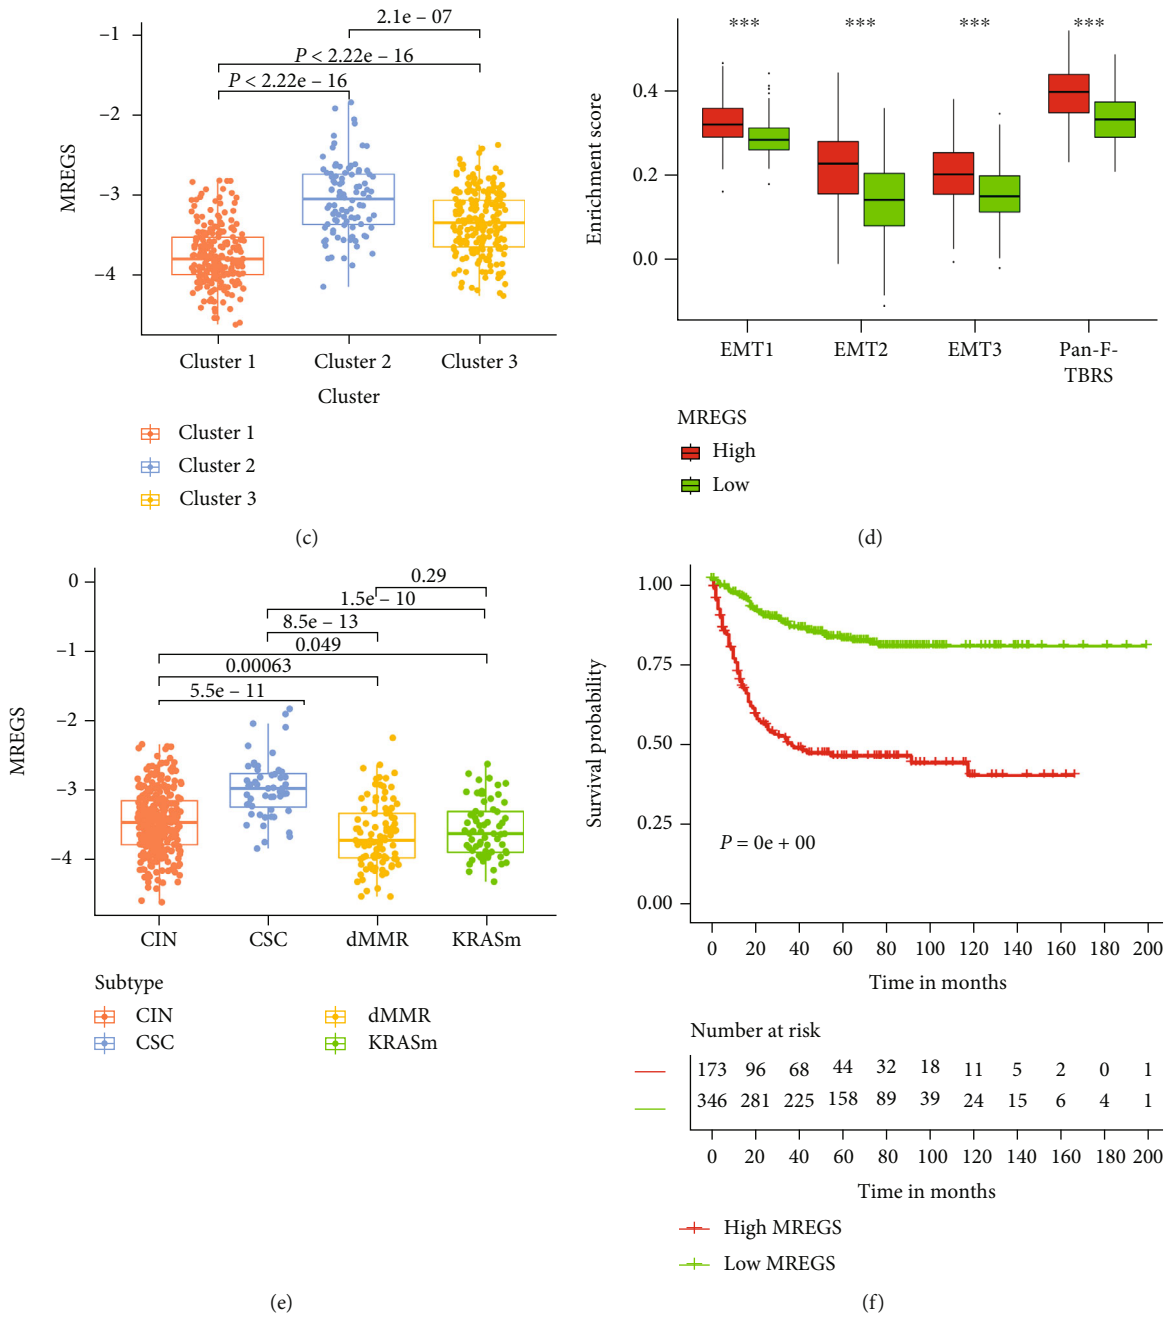 −1
−2
−3
−4
MREGS
2.1e − 07
P < 2.22e − 16
P < 2.22e − 16
Cluster 1 Cluster 2 Cluster 3
Cluster
Cluster 1
Cluster 2
Cluster 3
(c)
*** *** *** ***
0.4
0.2
0.0
Enrichment score
EMT1 EMT2 EMT3 Pan-F-
TBRS
MREGS
High
Low
(d)
0
−1
−2
−3
−4
MREGS
0.29
1.5e − 10
8.5e − 13
0.049
0.00063
5.5e − 11
CIN CSC dMMR KRASm
Subtype
CIN dMMR
CSC KRASm
(e)
1.00
0.75
0.50
0.25
0.00
Survival probability
P = 0e + 00
0 20 40 60 80 100 120 140 160 180 200
Time in months
Number at risk
173 96 68 44 32 18 11 5 2 0 1
346 281 225 158 89 39 24 15 6 4 1
0 20 40 60 80 100 120 140 160 180 200
Time in months
High MREGS
Low MREGS
(f)